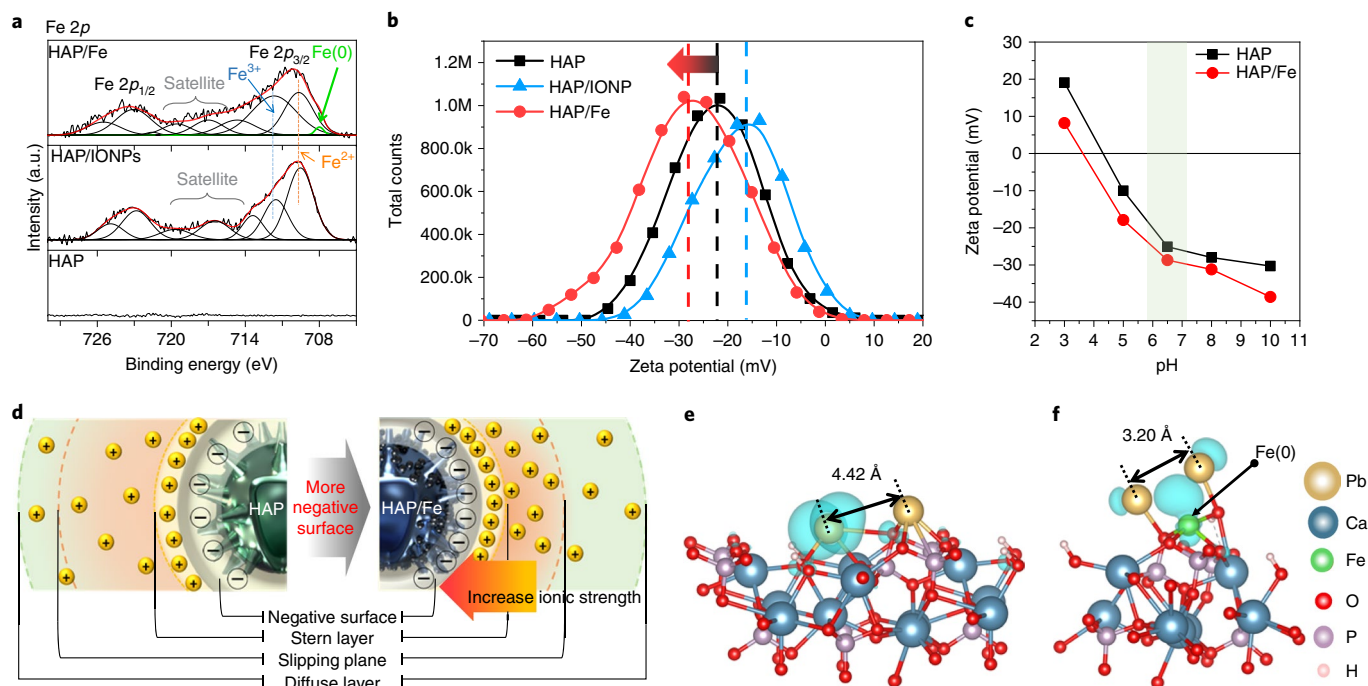 a
Fe 2p
HAP/Fe
Fe 2p3/2
Fe(0)
Fe3+
Fe 2p1/2
Satellite
HAP/IONPs
Fe2+
Satellite
HAP
Intensity (a.u.)
726 720 714 708
Binding energy (eV)
b
1.2M
1.0M
800.0k
600.0k
400.0k
200.0k
0
Total counts
HAP
HAP/IONP
HAP/Fe
–70 –60 –50 –40 –30 –20 –10 0 10 20
Zeta potential (mV)
c
30
20
10
0
–10
–20
–30
–40
Zeta potential (mV)
HAP
HAP/Fe
2 3 4 5 6 7 8 9 10 11
pH
d
HAP
More
negative
surface
HAP/Fe
Increase ionic strength
Negative surface
Stern layer
Slipping plane
Diffuse layer
e
4.42 Å
f
3.20 Å
Fe(0)
Pb
Ca
Fe
O
P
H